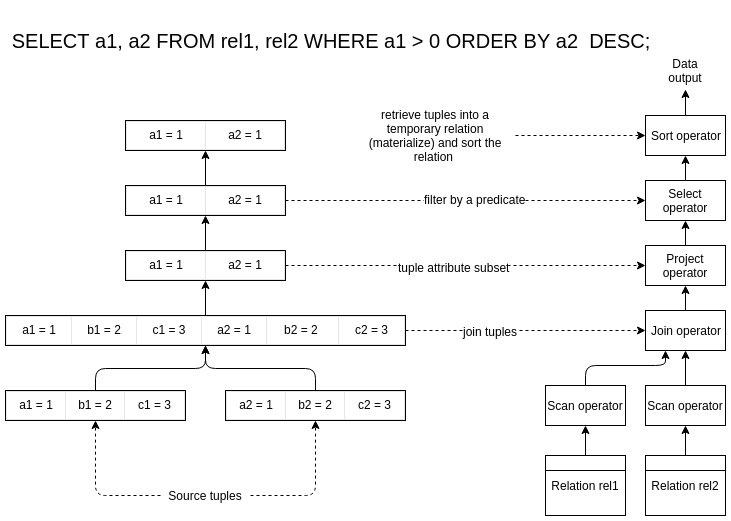 SELECT a1, a2 FROM rel1, rel2 WHERE a1 > 0 ORDER BY a2  DESC;
Data
output
retrieve tuples into a
temporary relation
(materialize) and sort the
relation
a1 = 1
a2 = 1
Sort operator
a1 = 1
a2 = 1
filter by a predicate
Select
operator
a1 = 1
a2 = 1
tuple attribute subset
Project
operator
a1 = 1
b1 = 2
c1 = 3
a2 = 1
b2 = 2
c2 = 3
join tuples
Join operator
a1 = 1
b1 = 2
c1 = 3
a2 = 1
b2 = 2
c2 = 3
Scan operator
Scan operator
Source tuples
Relation rel1
Relation rel2